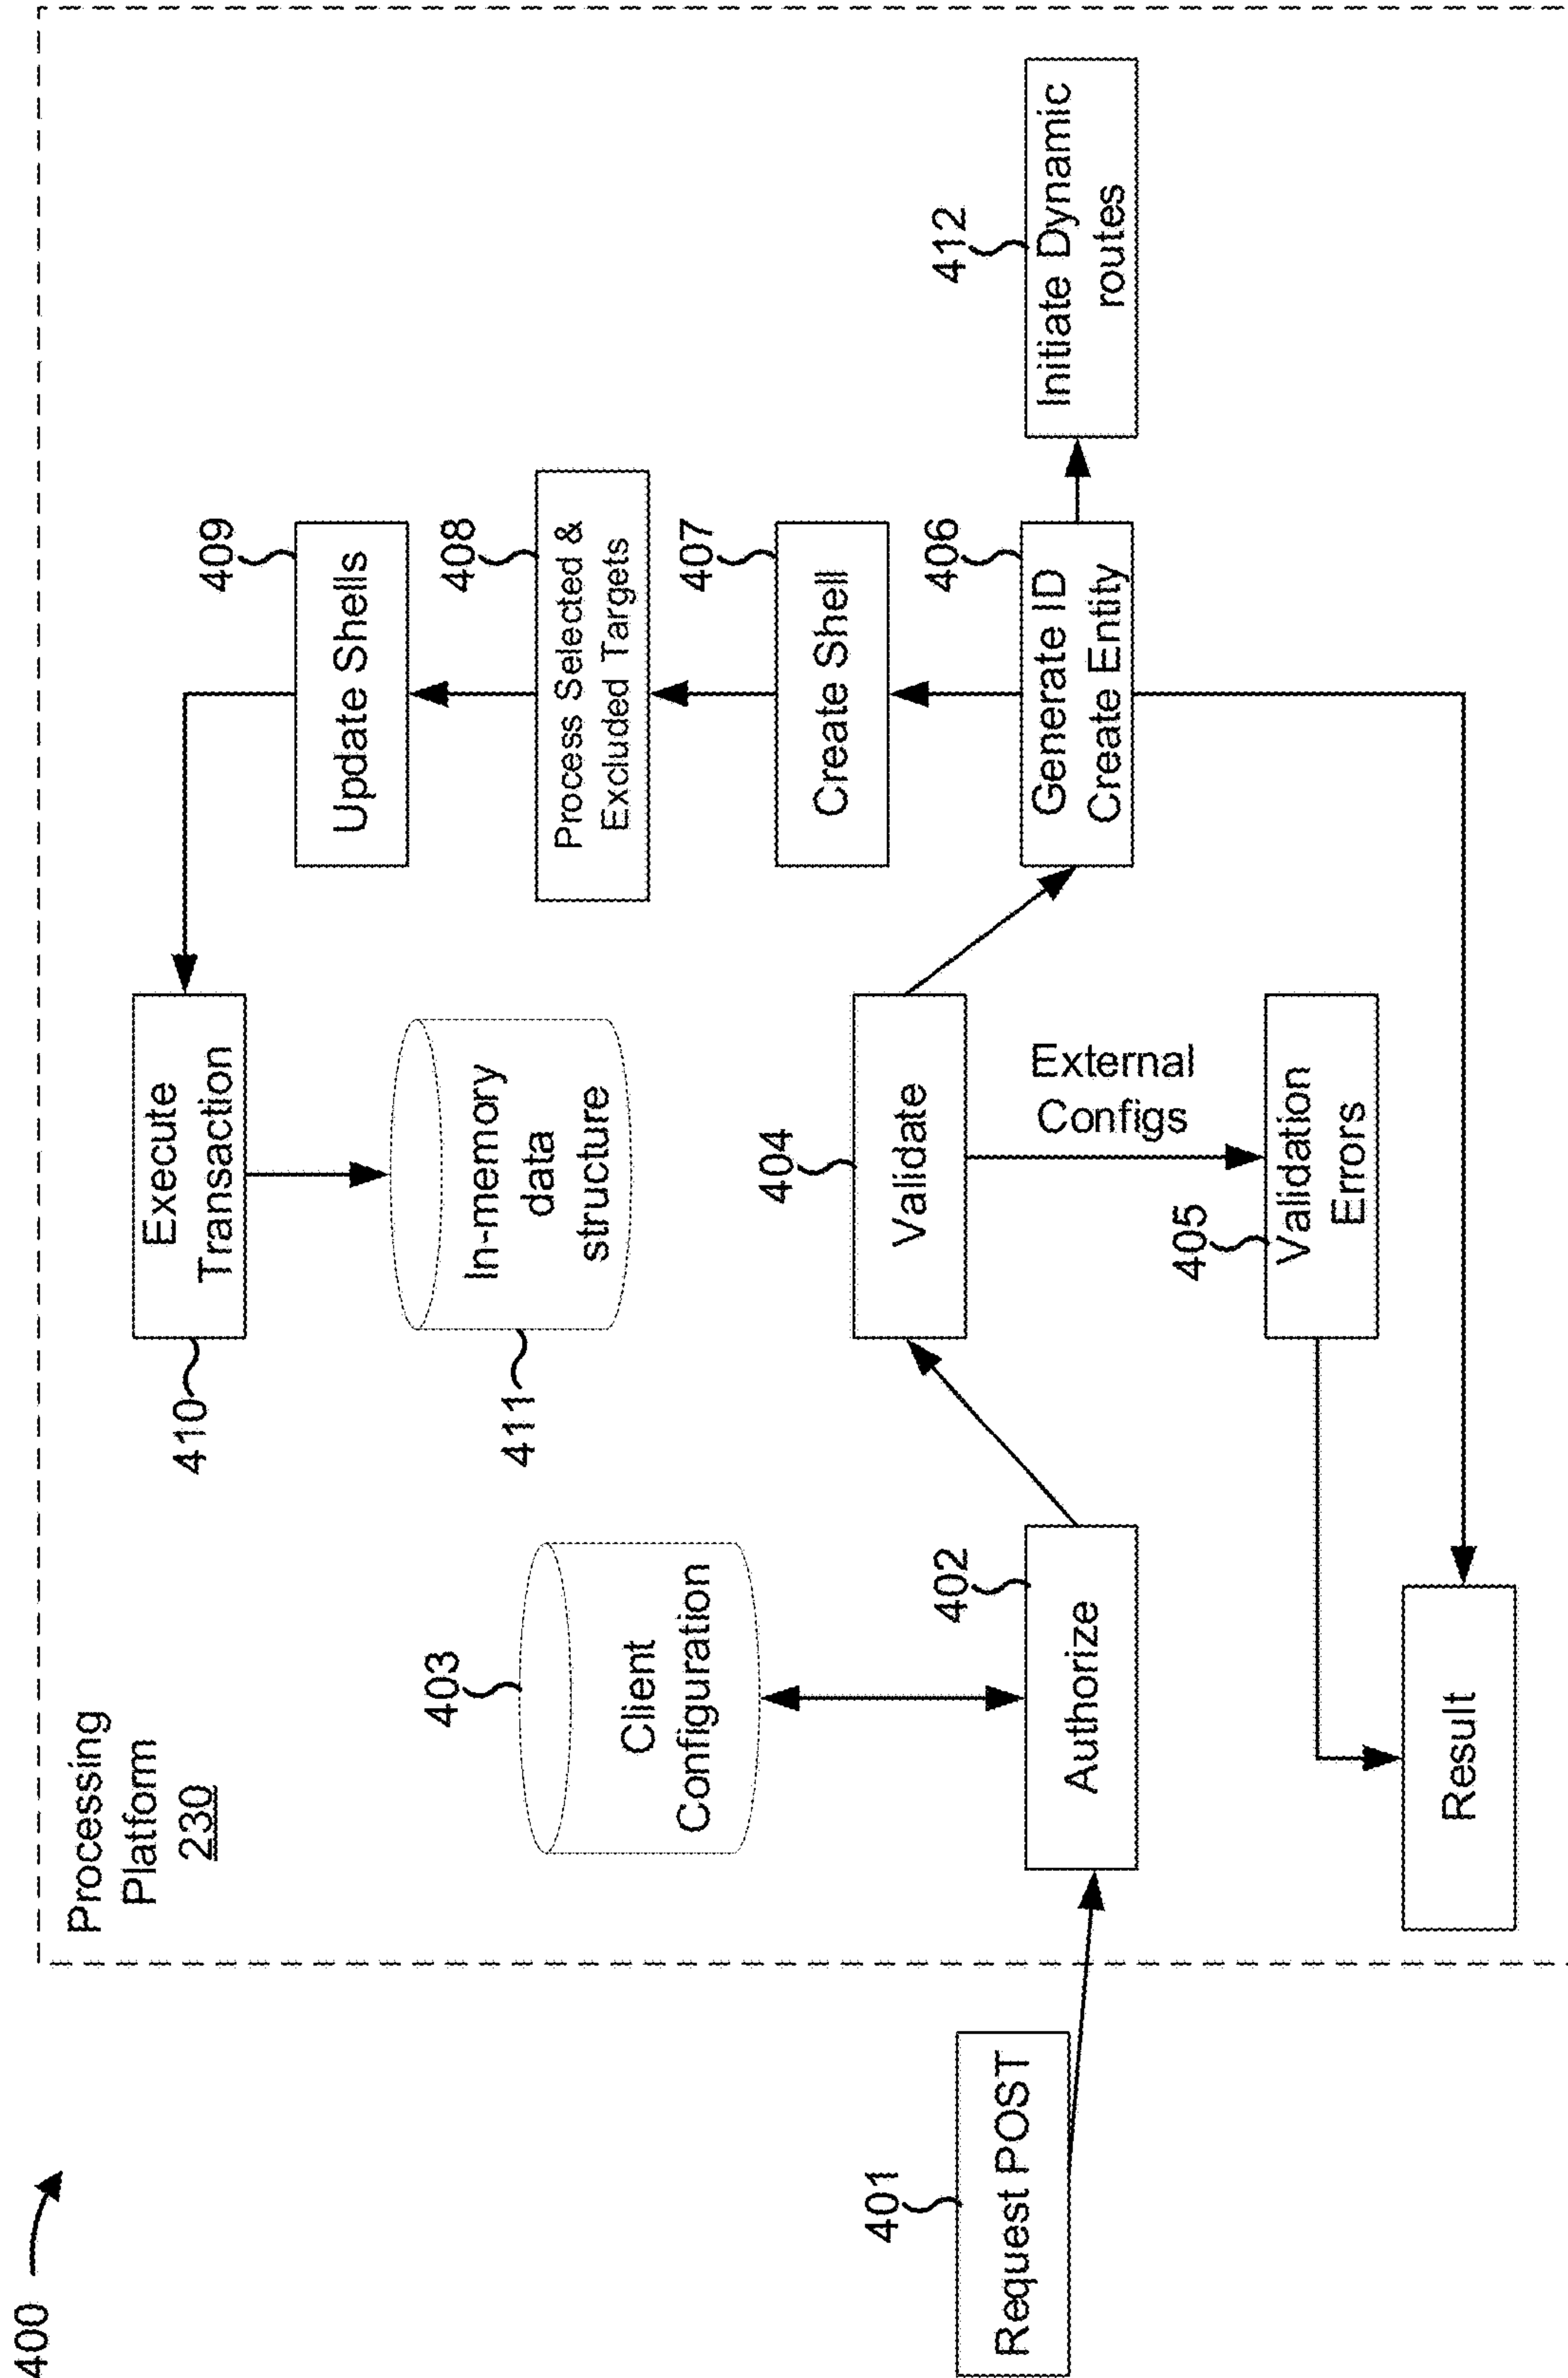 400
Processing
Platform
230
401
Request POST
403
Client
Configuration
402
Authorize
Result
410
Execute
Transaction
411
In-memory
data
structure
404
Validate
External
Configs
405
Validation
Errors
409
Update Shells
408
Process Selected &
Excluded Targets
407
Create Shell
406
Generate ID
Create Entity
412
Initiate Dynamic
routes